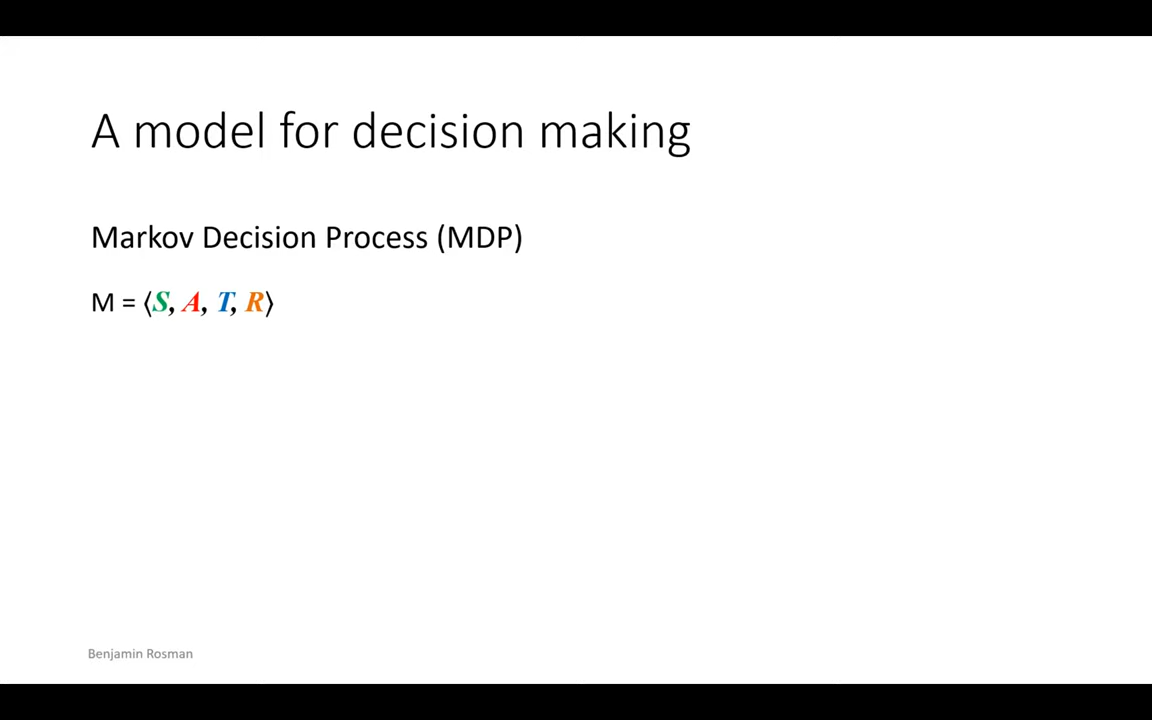 A model for decision making
Markov Decision Process (MDP)
M = ⟨S, A, T, R⟩
Benjamin Rosman